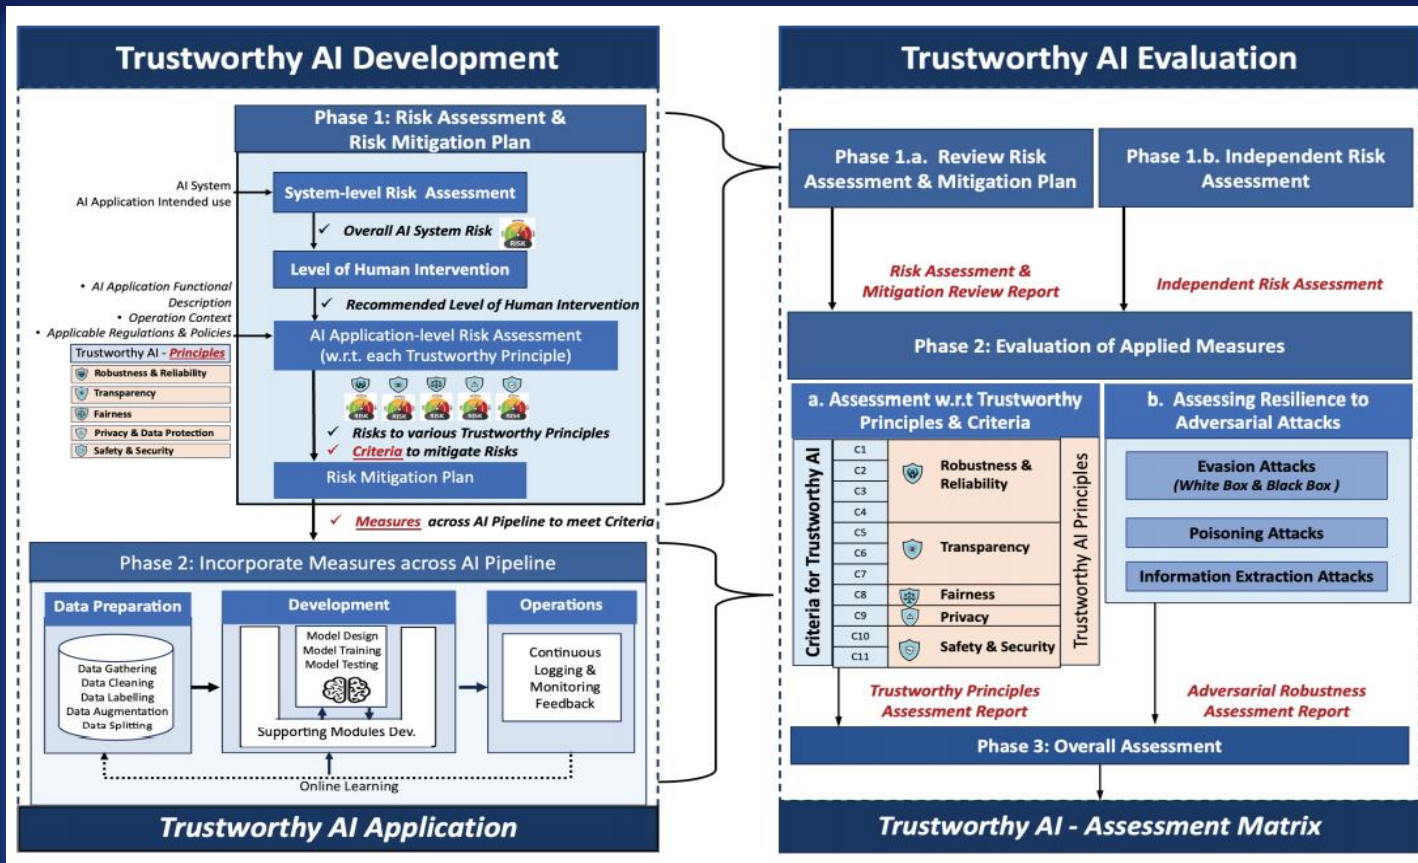 Trustworthy AI Development
Phase 1: Risk Assessment &
Risk Mitigation Plan
AI System
AI Application Intended use
System-level Risk Assessment
✓ Overall AI System Risk
RISK
Level of Human Intervention
✓ Recommended Level of Human Intervention
• AI Application Functional
Description
• Operation Context
• Applicable Regulations & Policies
AI Application-level Risk Assessment
(w.r.t. each Trustworthy Principle)
Trustworthy AI - Principles
Robustness & Reliability
Transparency
Fairness
Privacy & Data Protection
Safety & Security
RISK RISK RISK RISK RISK
✓ Risks to various Trustworthy Principles
✓ Criteria to mitigate Risks
Risk Mitigation Plan
✓ Measures across AI Pipeline to meet Criteria
Phase 2: Incorporate Measures across AI Pipeline
Data Preparation
Data Gathering
Data Cleaning
Data Labelling
Data Augmentation
Data Splitting
Development
Model Design
Model Training
Model Testing
Supporting Modules Dev.
Operations
Continuous
Logging &
Monitoring
Feedback
Online Learning
Trustworthy AI Application
Trustworthy AI Evaluation
Phase 1.a. Review Risk
Assessment & Mitigation Plan
Phase 1.b. Independent Risk
Assessment
Risk Assessment &
Mitigation Review Report
Independent Risk Assessment
Phase 2: Evaluation of Applied Measures
a. Assessment w.r.t Trustworthy
Principles & Criteria
Criteria for Trustworthy AI
C1
C2
C3
C4
C5
C6
C7
C8
C9
C10
C11
Robustness &
Reliability
Transparency
Fairness
Privacy
Safety & Security
Trustworthy AI Principles
b. Assessing Resilience to
Adversarial Attacks
Evasion Attacks
(White Box & Black Box )
Poisoning Attacks
Information Extraction Attacks
Trustworthy Principles
Assessment Report
Adversarial Robustness
Assessment Report
Phase 3: Overall Assessment
Trustworthy AI - Assessment Matrix